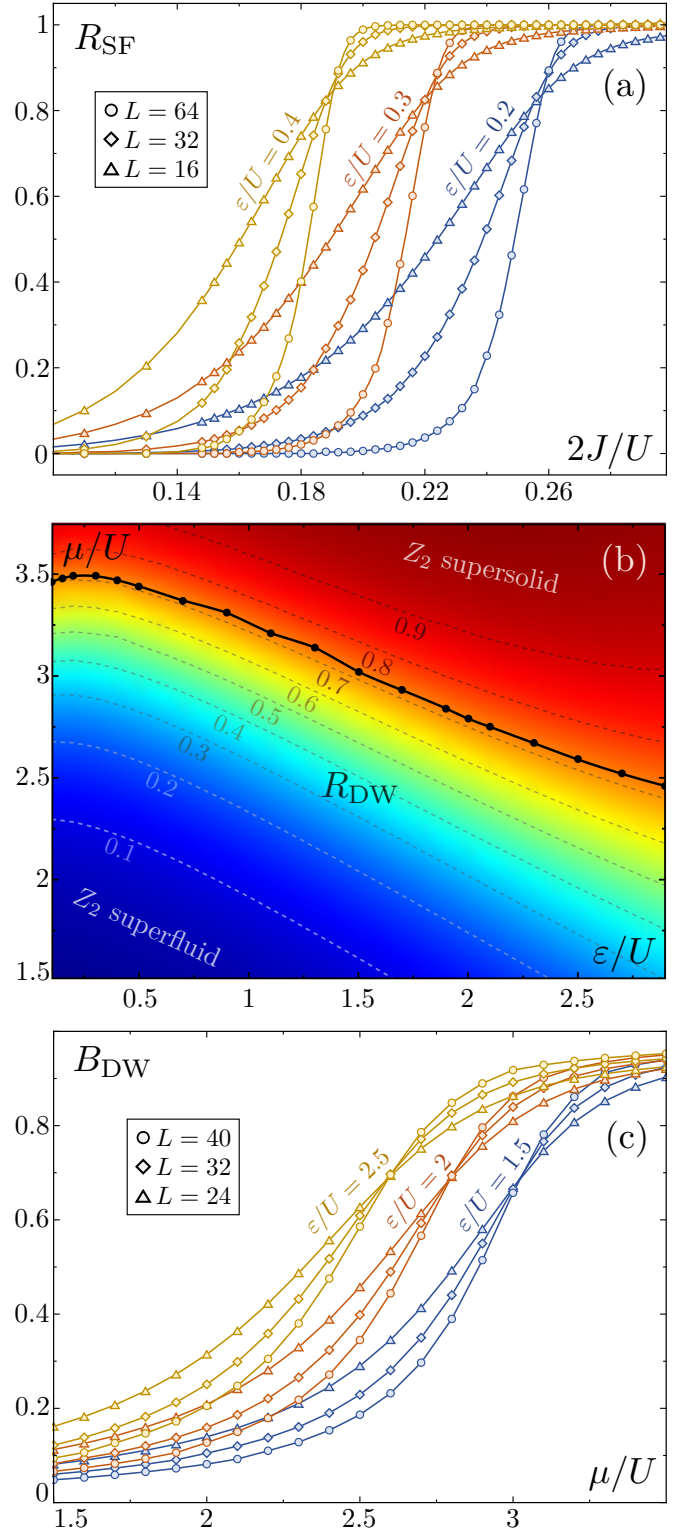 R_SF
(a)
L = 64
L = 32
L = 16
ε/U = 0.4
ε/U = 0.3
ε/U = 0.2
1
0.8
0.6
0.4
0.2
0
0.14
0.18
0.22
0.26
2J/U
μ/U
Z_2 supersolid
(b)
3.5
3
2.5
2
1.5
0.9
0.8
0.7
0.6
0.5
0.4
0.3
0.2
0.1
R_DW
Z_2 superfluid
ε/U
0.5
1
1.5
2
2.5
B_DW
(c)
L = 40
L = 32
L = 24
ε/U = 2.5
ε/U = 2
ε/U = 1.5
0.8
0.6
0.4
0.2
0
1.5
2
2.5
3
μ/U